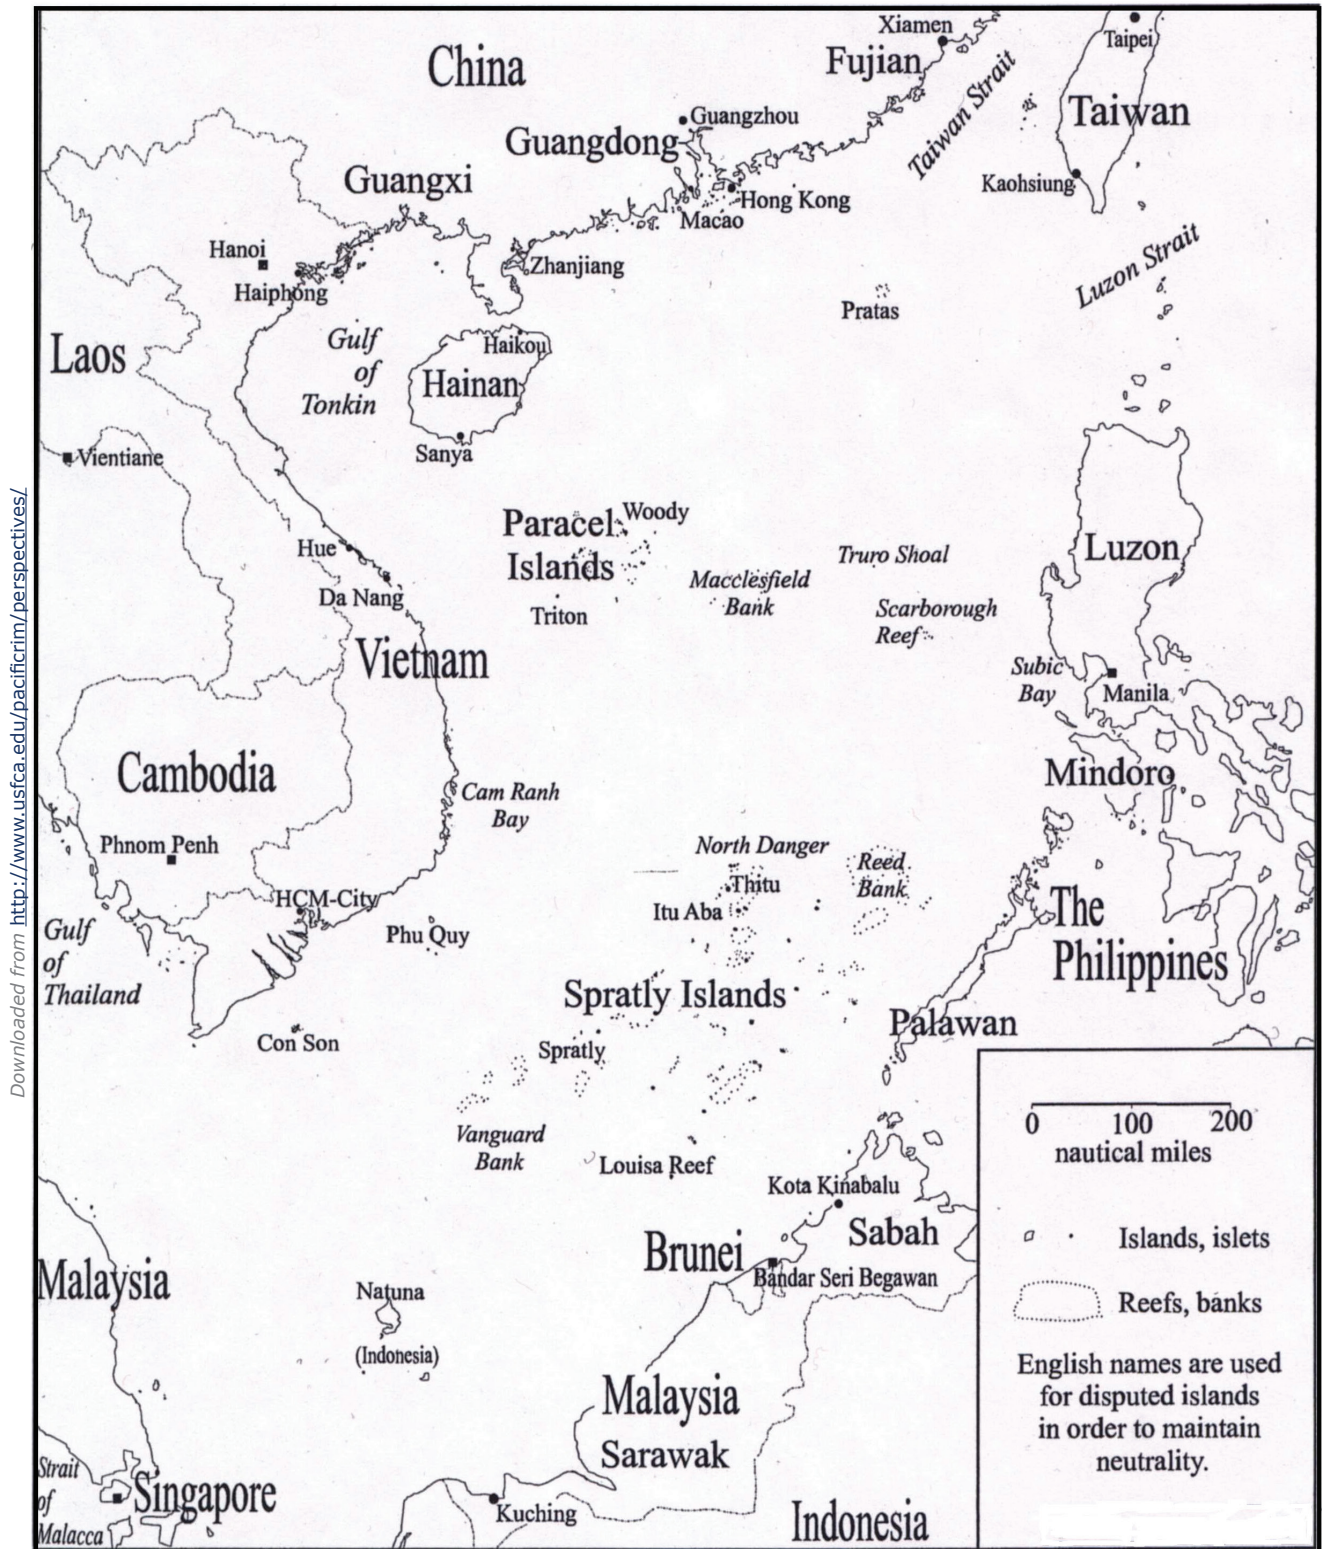 Xiamen
Taipei
China
Fujian
Taiwan Strait
Taiwan
Guangzhou
Guangdong
Guangxi
Kaohsiung
Hong Kong
Macao
Hanoi
Zhanjiang
Luzon Strait
Haiphong
Pratas
Gulf
of
Tonkin
Haikou
Laos
Hainan
Sanya
Vientiane
Paracel
Islands
Woody
Hue
Truro Shoal
Luzon
Macclesfield
Bank
Da Nang
Triton
Scarborough
Reef
Vietnam
Subic
Bay
Manila
Cambodia
Mindoro
Cam Ranh
Bay
Phnom Penh
North Danger
Reed
Bank
Thitu
HCM-City
Itu Aba
The
Philippines
Gulf
of
Thailand
Phu Quy
Spratly Islands
Palawan
Con Son
Spratly
Vanguard
Bank
Louisa Reef
Kota Kinabalu
Sabah
Brunei
Bandar Seri Begawan
Malaysia
Natuna
(Indonesia)
Malaysia
Sarawak
Strait
of
Malacca
Singapore
Kuching
Indonesia
0 100 200
nautical miles
Islands, islets
Reefs, banks
English names are used
for disputed islands
in order to maintain
neutrality.
Downloaded from http://www.usfca.edu/pacificrim/perspectives/